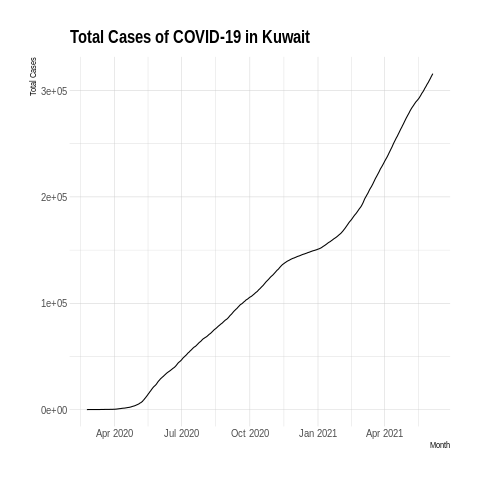 Total Cases of COVID-19 in Kuwait
Total Cases
3e+05
2e+05
1e+05
0e+00
Apr 2020 Jul 2020 Oct 2020 Jan 2021 Apr 2021
Month